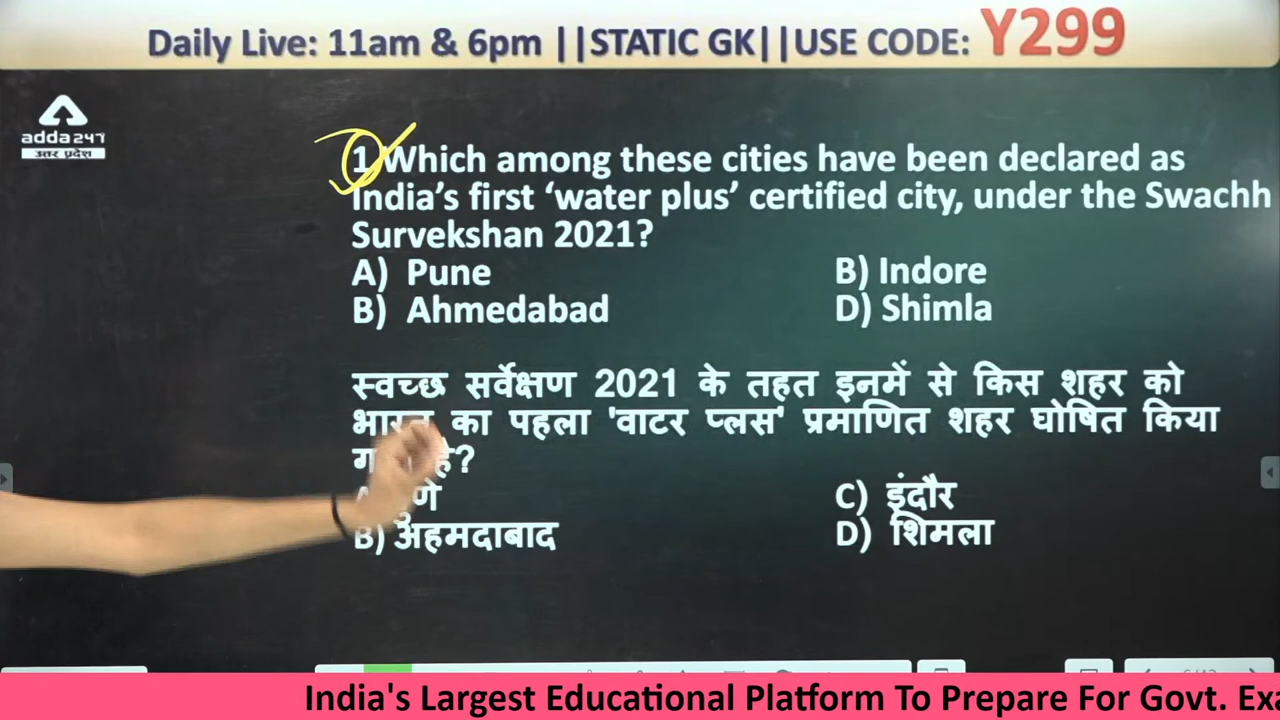 Daily Live: 11am & 6pm ||STATIC GK||USE CODE: Y299
adda247
उत्तर प्रदेश
1 Which among these cities have been declared as
India’s first ‘water plus’ certified city, under the Swachh
Survekshan 2021?
A) Pune B) Indore
B) Ahmedabad D) Shimla
स्वच्छ सर्वेक्षण 2021 के तहत इनमें से किस शहर को
भारत का पहला 'वाटर प्लस' प्रमाणित शहर घोषित किया
है?
C) इंदौर
B) अहमदाबाद D) शिमला
India's Largest Educational Platform To Prepare For Govt.